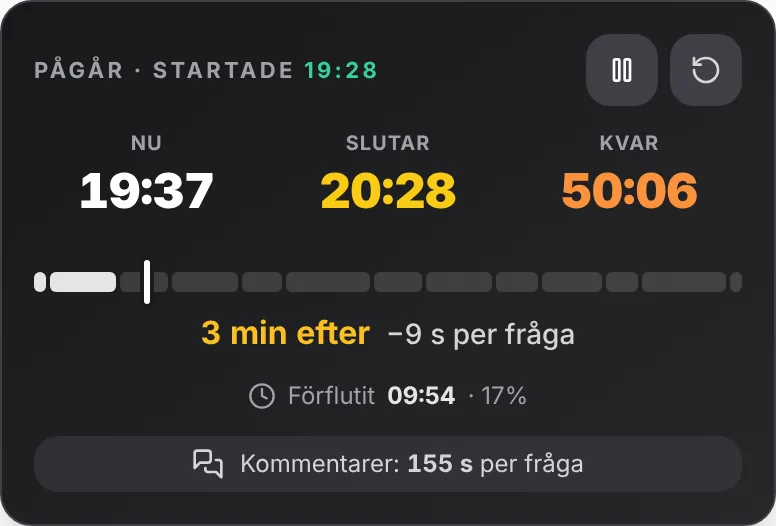 PÅGÅR · STARTADE 19:28
NU SLUTAR KVAR
19:37 20:28 50:06
3 min efter −9 s per fråga
Förflutit 09:54 · 17%
Kommentarer: 155 s per fråga